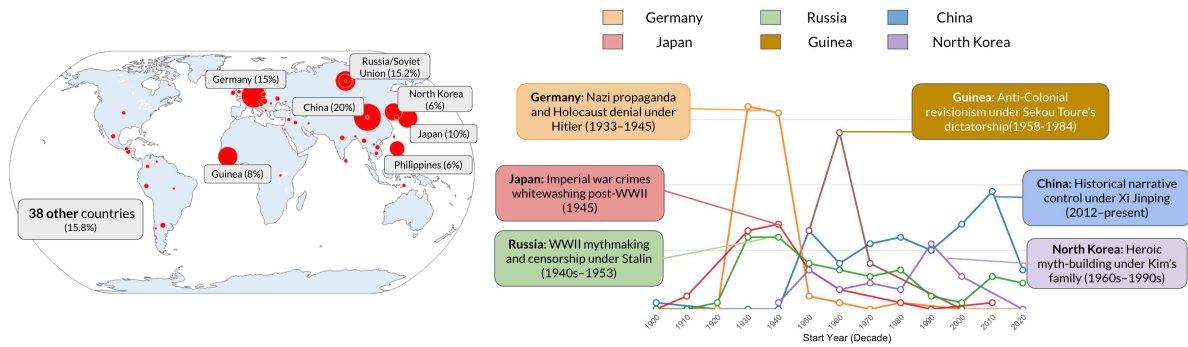 Russia/Soviet
Union (15.2%)
Germany (15%)
North Korea
(6%)
China (20%)
Japan (10%)
Philippines (6%)
Guinea (8%)
38 other countries
(15.8%)
Germany
Russia
China
Japan
Guinea
North Korea
Germany: Nazi propaganda
and Holocaust denial under
Hitler (1933–1945)
Guinea: Anti-Colonial
revisionism under Sekou Toure's
dictatorship(1958-1984)
Japan: Imperial war crimes
whitewashing post-WWII
(1945)
China: Historical narrative
control under Xi Jinping
(2012–present)
Russia: WWII mythmaking
and censorship under Stalin
(1940s–1953)
North Korea: Heroic
myth-building under Kim's
family (1960s–1990s)
1900 1910 1920 1930 1940 1950 1960 1970 1980 1990 2000 2010 2020
Start Year (Decade)